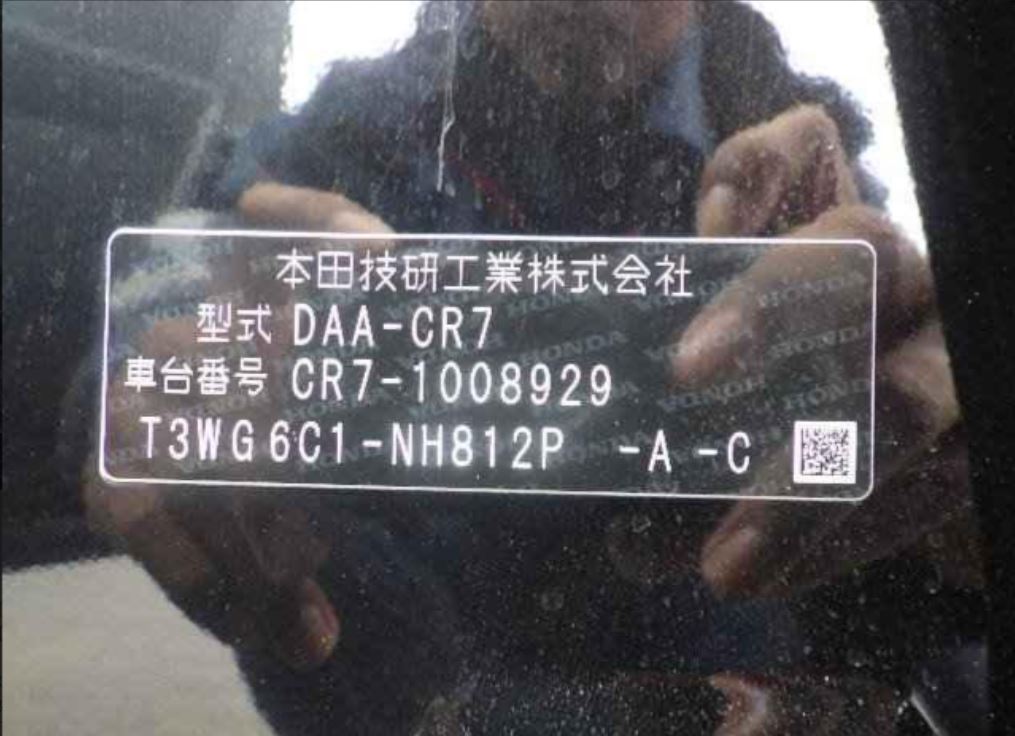 本田技研工業株式会社
型式 DAA-CR7
車台番号 CR7-1008929
T3WG6C1-NH812P -A -C